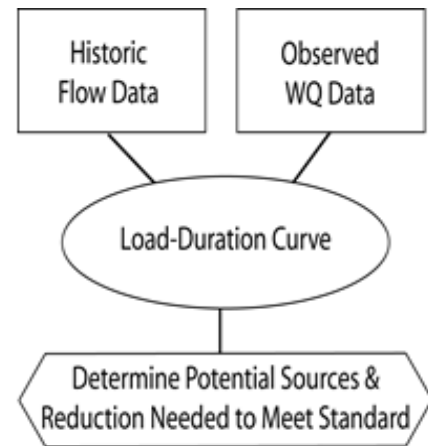 Historic
Flow Data
Observed
WQ Data
Load-Duration Curve
Determine Potential Sources &
Reduction Needed to Meet Standard